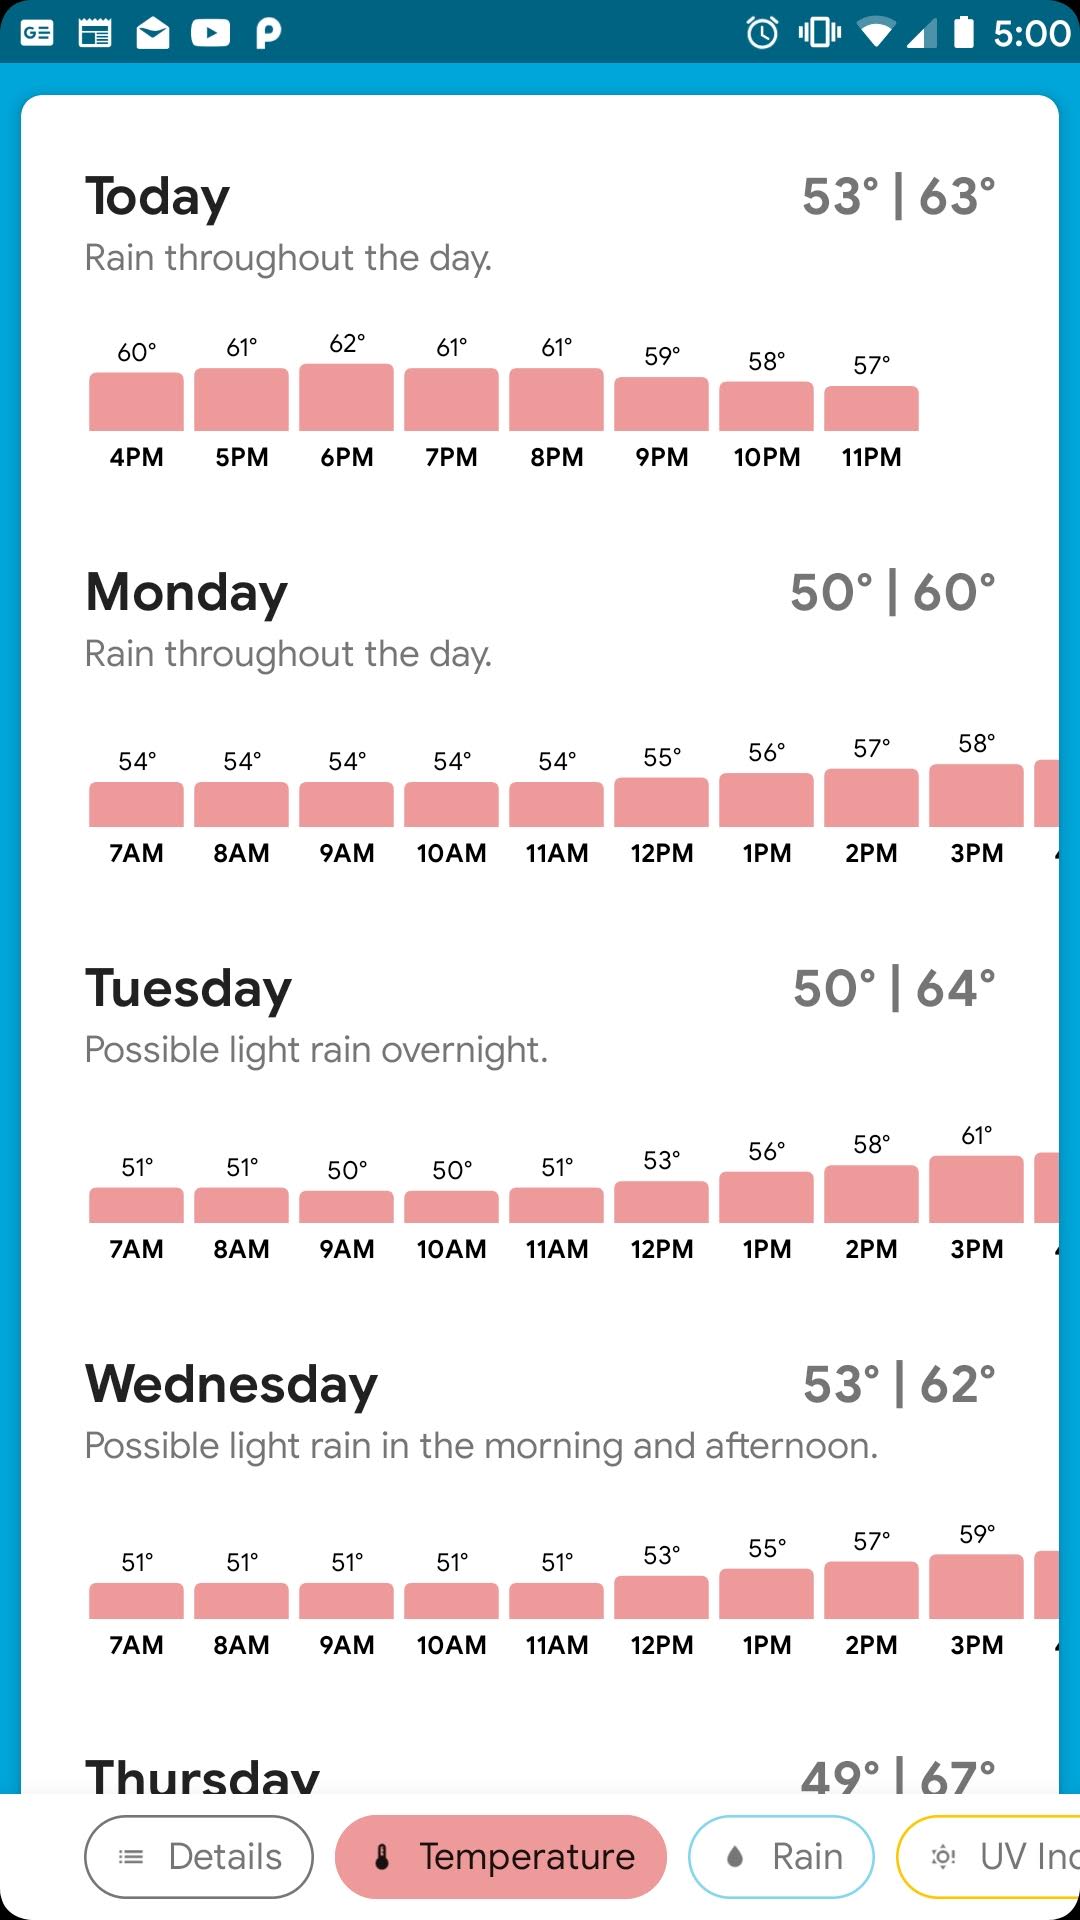 5:00
Today 53° | 63°
Rain throughout the day.
60° 61° 62° 61° 61° 59° 58° 57°
4PM 5PM 6PM 7PM 8PM 9PM 10PM 11PM
Monday 50° | 60°
Rain throughout the day.
54° 54° 54° 54° 54° 55° 56° 57° 58°
7AM 8AM 9AM 10AM 11AM 12PM 1PM 2PM 3PM
Tuesday 50° | 64°
Possible light rain overnight.
51° 51° 50° 50° 51° 53° 56° 58° 61°
7AM 8AM 9AM 10AM 11AM 12PM 1PM 2PM 3PM
Wednesday 53° | 62°
Possible light rain in the morning and afternoon.
51° 51° 51° 51° 51° 53° 55° 57° 59°
7AM 8AM 9AM 10AM 11AM 12PM 1PM 2PM 3PM
Thursday 49° | 67°
Details Temperature Rain UV